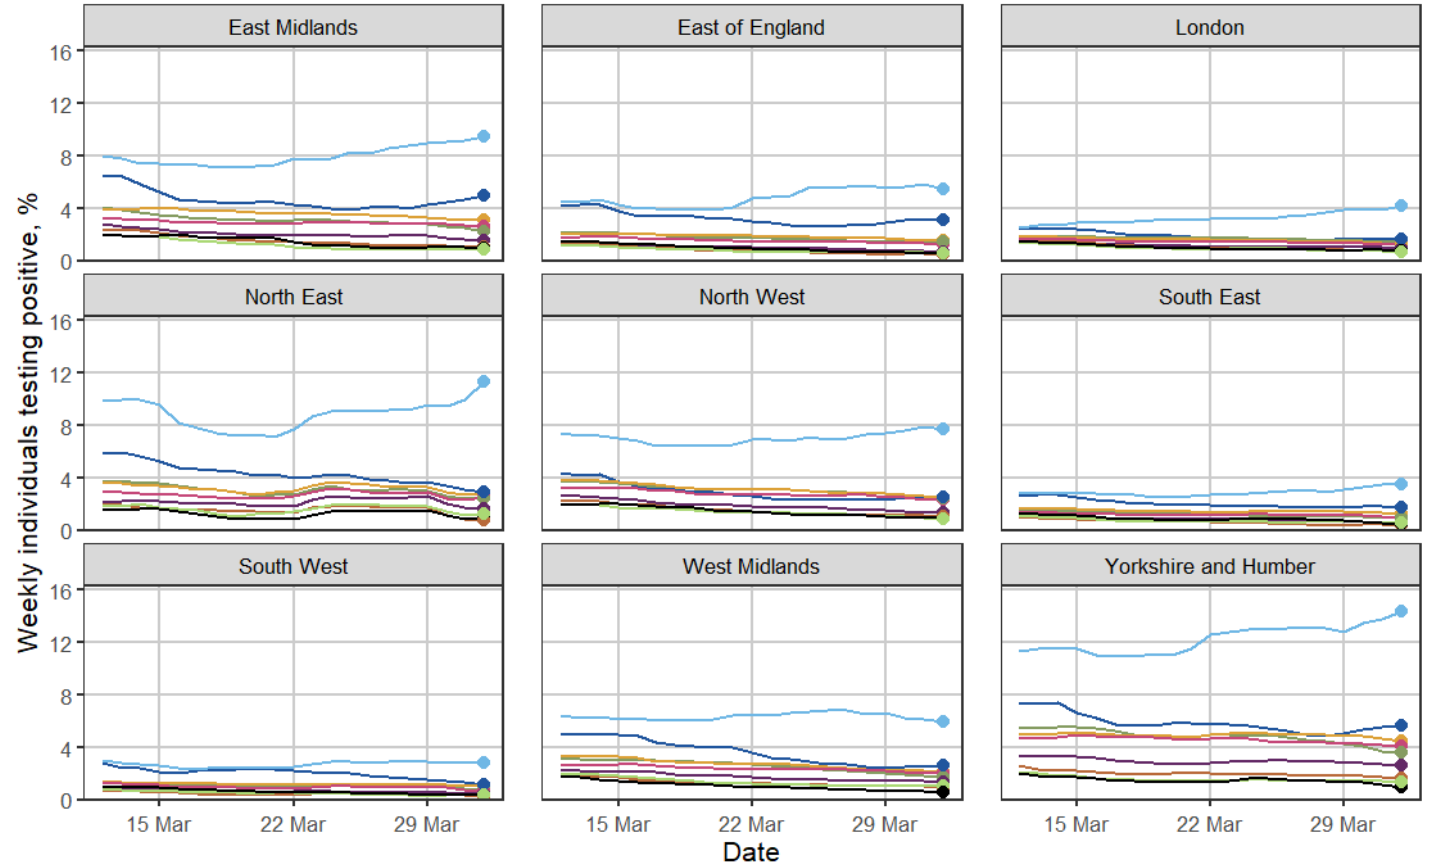 East Midlands East of England London
16
12
8
4
0
North East North West South East
16
12
8
4
0
South West West Midlands Yorkshire and Humber
16
12
8
4
0
15 Mar 22 Mar 29 Mar 15 Mar 22 Mar 29 Mar 15 Mar 22 Mar 29 Mar
Date
Weekly individuals testing positive, %